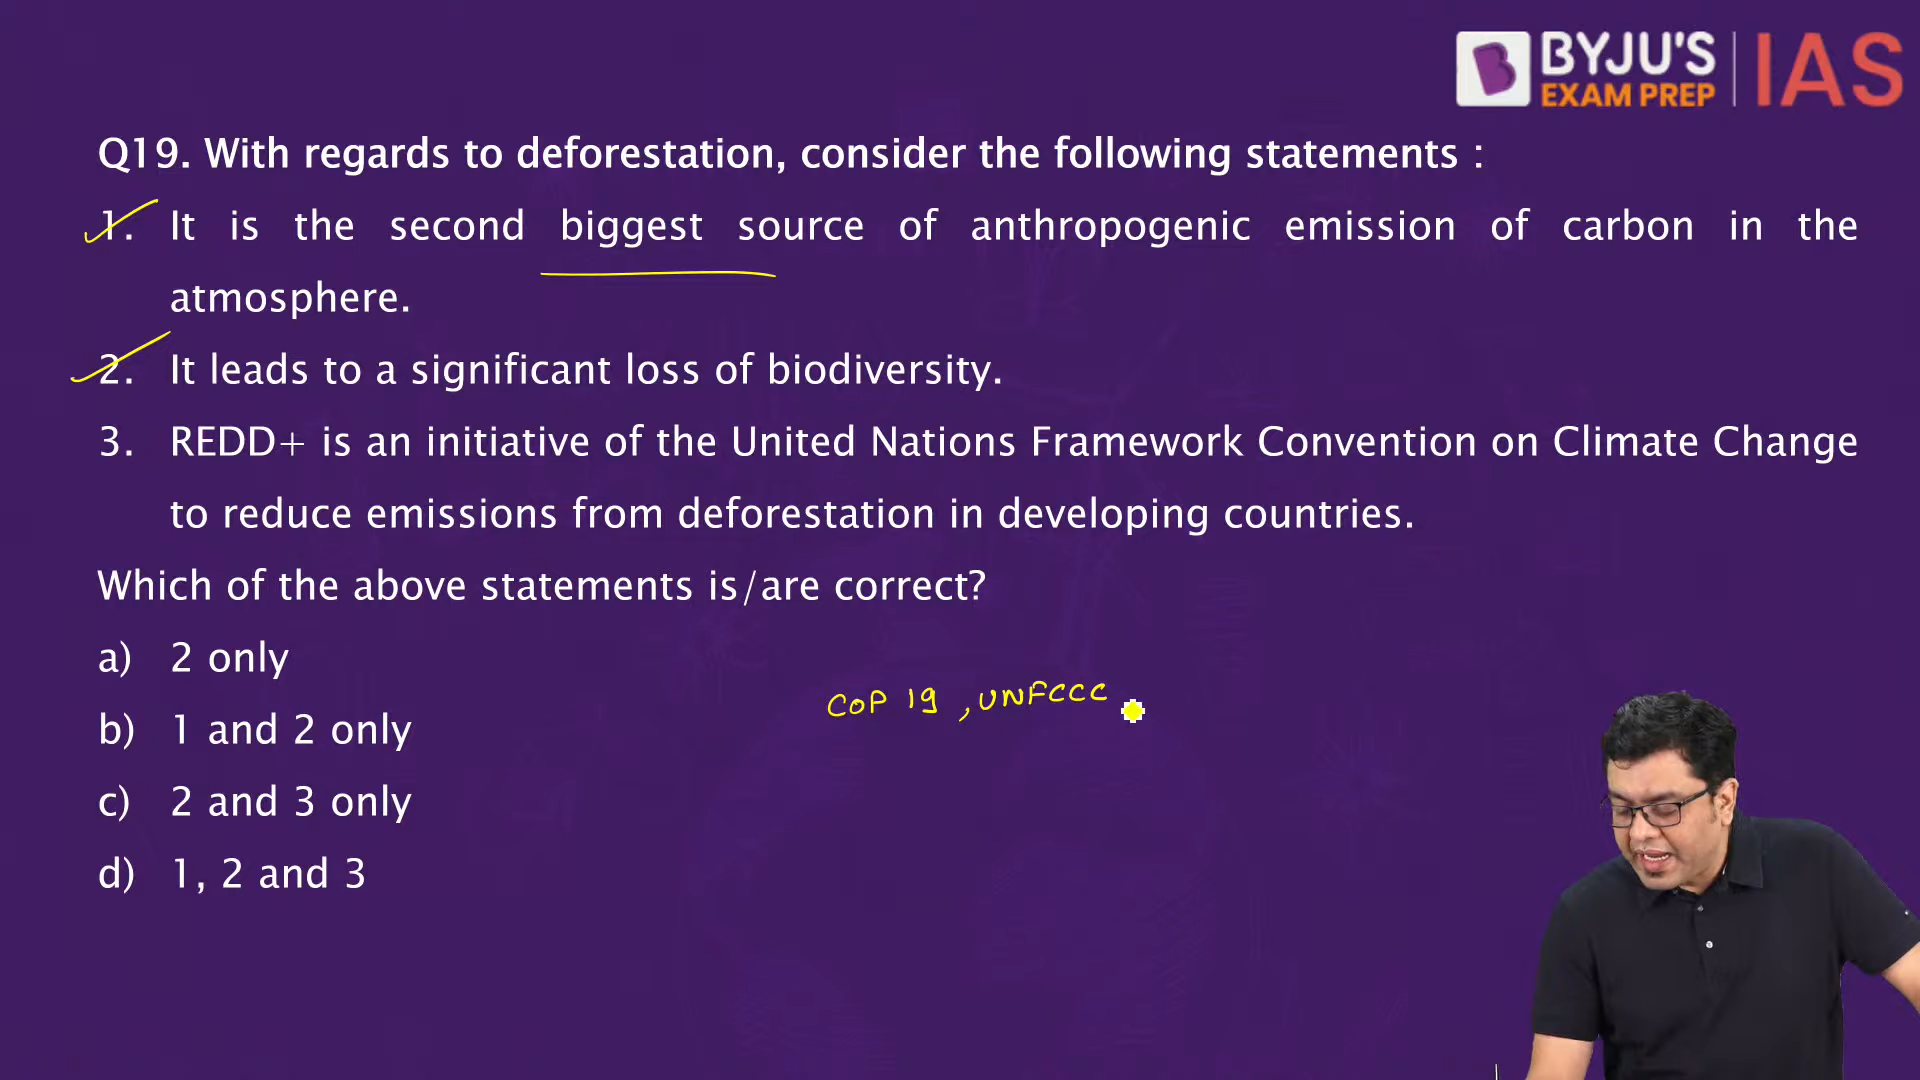 BYJU'S
EXAM PREP
IAS
Q19. With regards to deforestation, consider the following statements :
1. It is the second biggest source of anthropogenic emission of carbon in the
atmosphere.
2. It leads to a significant loss of biodiversity.
3. REDD+ is an initiative of the United Nations Framework Convention on Climate Change
to reduce emissions from deforestation in developing countries.
Which of the above statements is/are correct?
a) 2 only
COP 19, UNFCCC
b) 1 and 2 only
c) 2 and 3 only
d) 1, 2 and 3